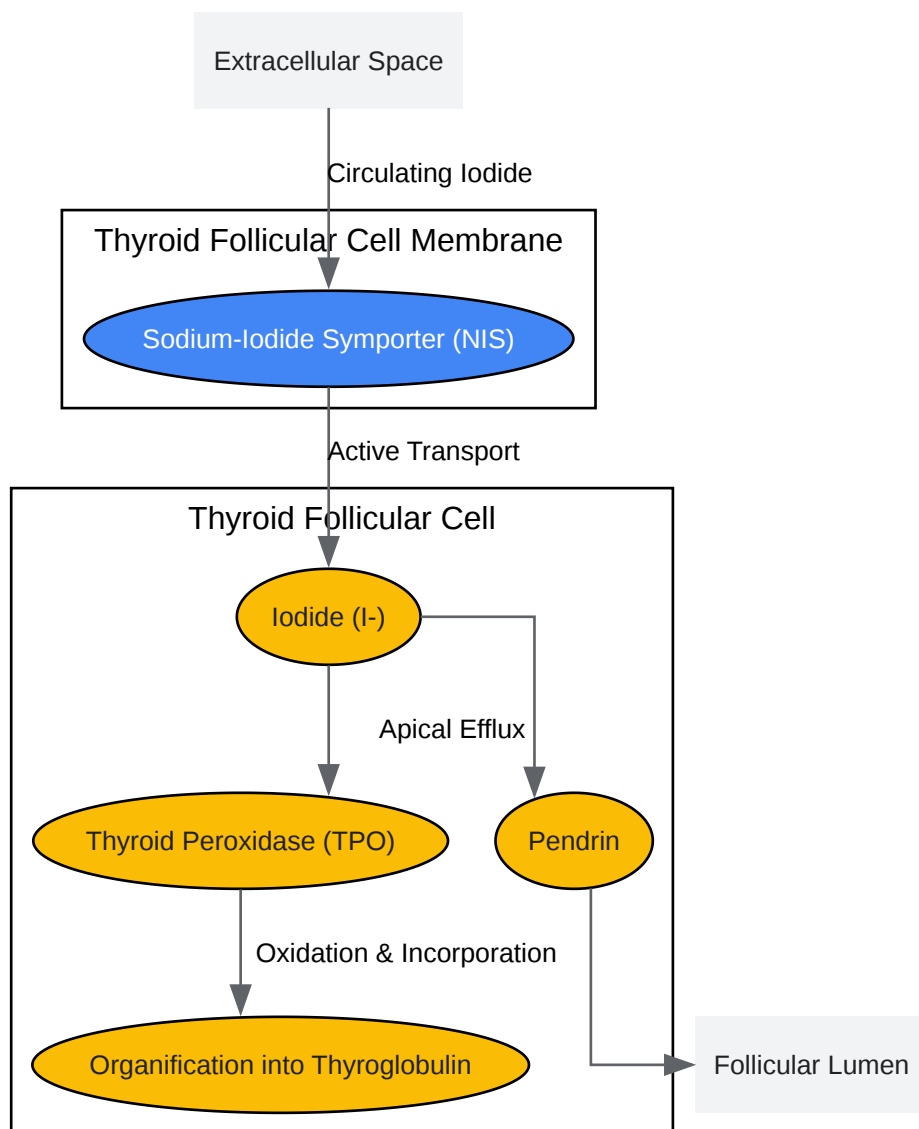 Extracellular Space
Circulating Iodide
Thyroid Follicular Cell Membrane
Sodium-Iodide Symporter (NIS)
Active Transport
Thyroid Follicular Cell
Iodide (I-)
Apical Efflux
Thyroid Peroxidase (TPO)
Pendrin
Oxidation & Incorporation
Organification into Thyroglobulin
Follicular Lumen